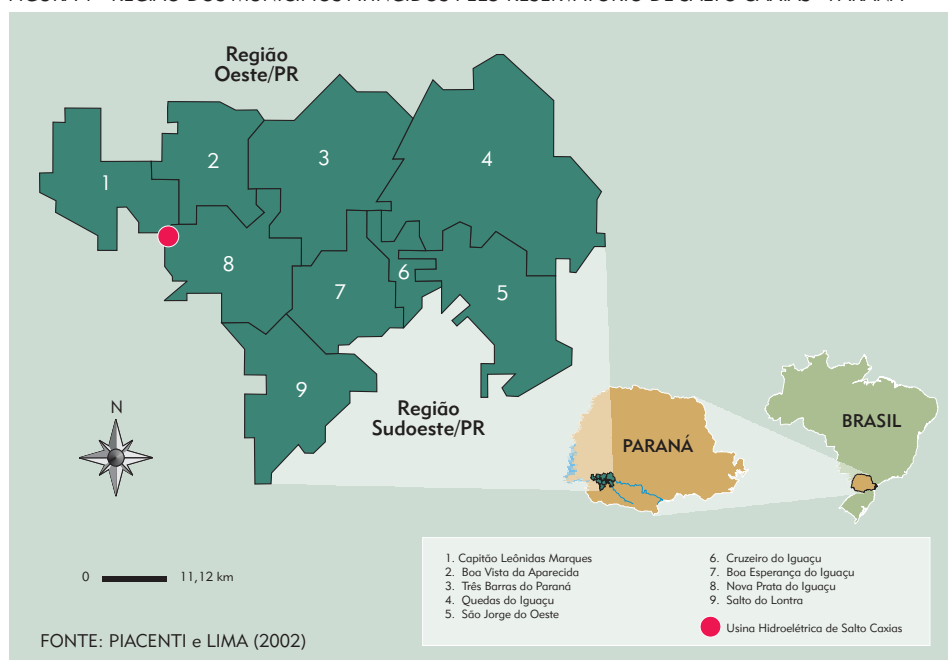 Região
Oeste/PR
1
2
3
4
5
6
7
8
9
Região
Sudoeste/PR
N
PARANÁ
BRASIL
0 11,12 km
1. Capitão Leônidas Marques
2. Boa Vista da Aparecida
3. Três Barras do Paraná
4. Quedas do Iguaçu
5. São Jorge do Oeste
6. Cruzeiro do Iguaçu
7. Boa Esperança do Iguaçu
8. Nova Prata do Iguaçu
9. Salto do Lontra
Usina Hidroelétrica de Salto Caxias
FONTE: PIACENTI e LIMA (2002)